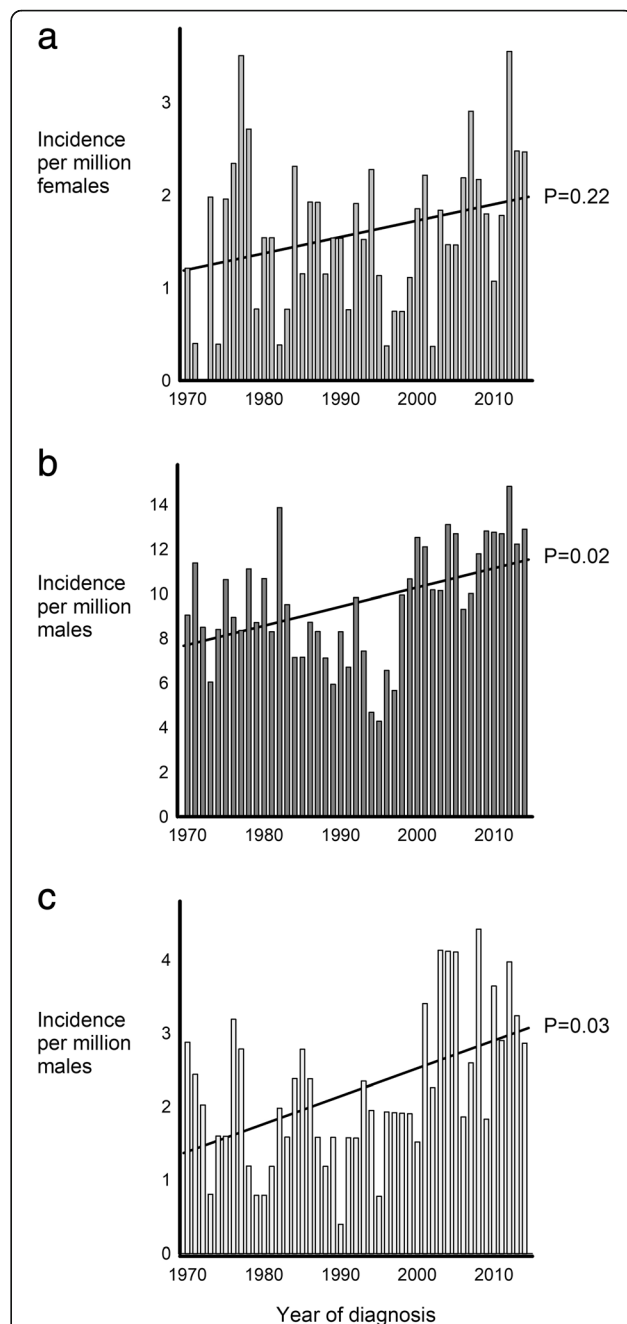 a
3
2
1
0
Incidence
per million
females
P=0.22
1970 1980 1990 2000 2010
b
14
12
10
8
6
4
2
0
Incidence
per million
males
P=0.02
1970 1980 1990 2000 2010
c
4
3
2
1
0
Incidence
per million
males
P=0.03
1970 1980 1990 2000 2010
Year of diagnosis